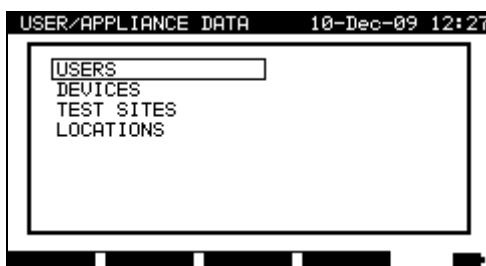 USER/APPLIANCE DATA 10-Dec-09 12:27
USERS
DEVICES
TEST SITES
LOCATIONS